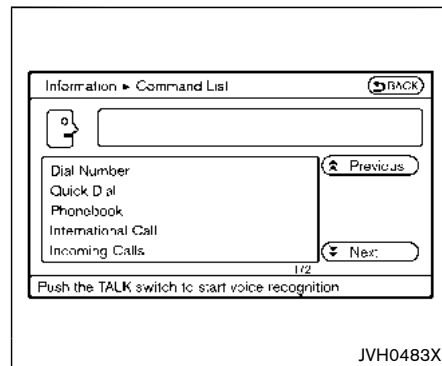 Information ▸ Command List
BACK
Dial Number
Previous
Quick Dial
Phonebook
International Call
Incoming Calls
Next
1/2
Push the TALK switch to start voice recognition
JVH0483X